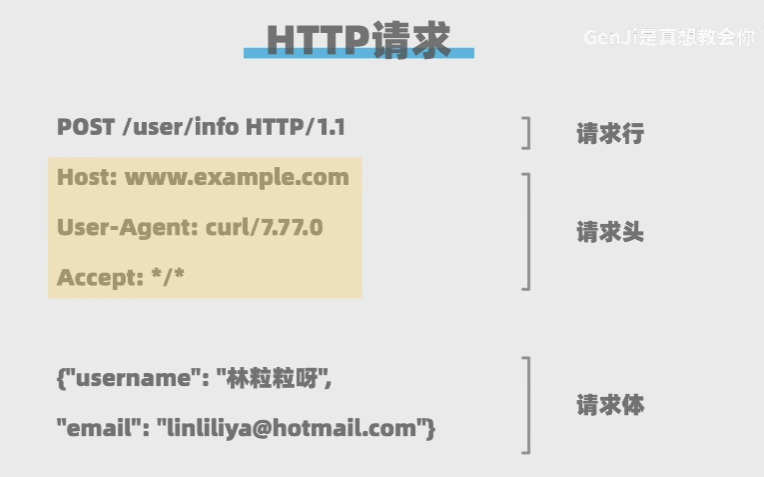 HTTP请求
GenJi是真想教会你
POST /user/info HTTP/1.1
请求行
Host: www.example.com
User-Agent: curl/7.77.0
请求头
Accept: */*
{"username": "林粒粒呀",
"email": "linliliya@hotmail.com"}
请求体